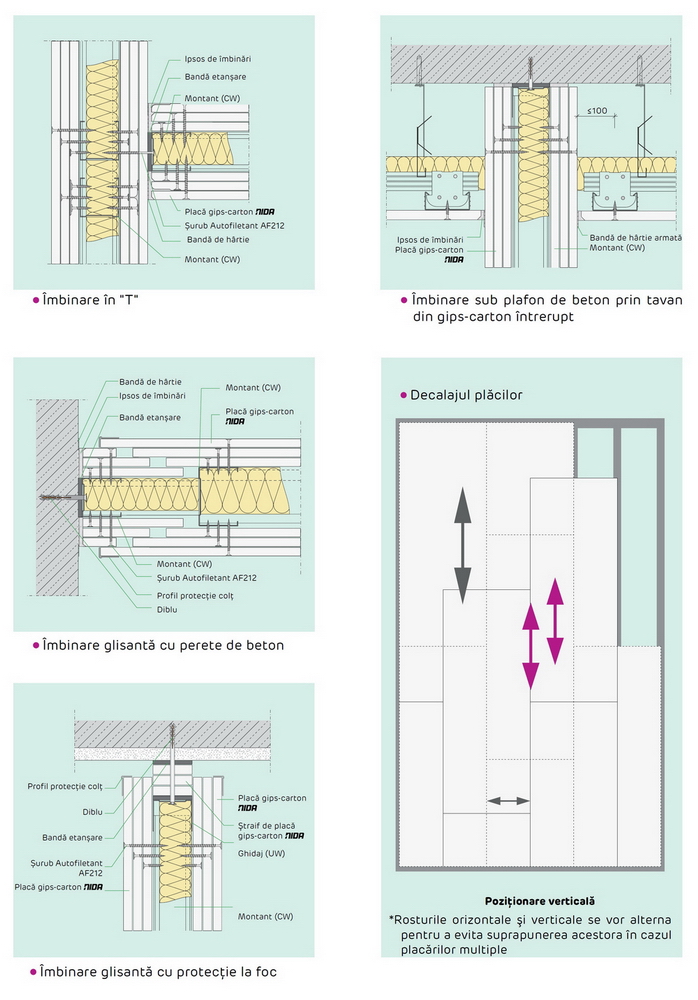 Ipsos de îmbinări
Bandă etanșare
Montant (CW)
Placă gips-carton NIDA
Șurub Autofiletant AF212
Bandă de hârtie
Montant (CW)
Îmbinare în "T"
≤100
Ipsos de îmbinări
Placă gips-carton
NIDA
Bandă de hârtie armată
Montant (CW)
Îmbinare sub plafon de beton prin tavan
din gips-carton întrerupt
Bandă de hârtie
Ipsos de îmbinări
Bandă etanșare
Montant (CW)
Placă gips-carton
NIDA
Montant (CW)
Șurub Autofiletant AF212
Profil protecție colț
Diblu
Îmbinare glisantă cu perete de beton
Decalajul plăcilor
Poziționare verticală
*Rosturile orizontale și verticale se vor alterna
pentru a evita suprapunerea acestora în cazul
placărilor multiple
Profil protecție colț
Diblu
Bandă etanșare
Șurub Autofiletant
AF212
Placă gips-carton NIDA
Placă gips-carton
NIDA
Ștraif de placă
gips-carton NIDA
Ghidaj (UW)
Montant (CW)
Îmbinare glisantă cu protecție la foc